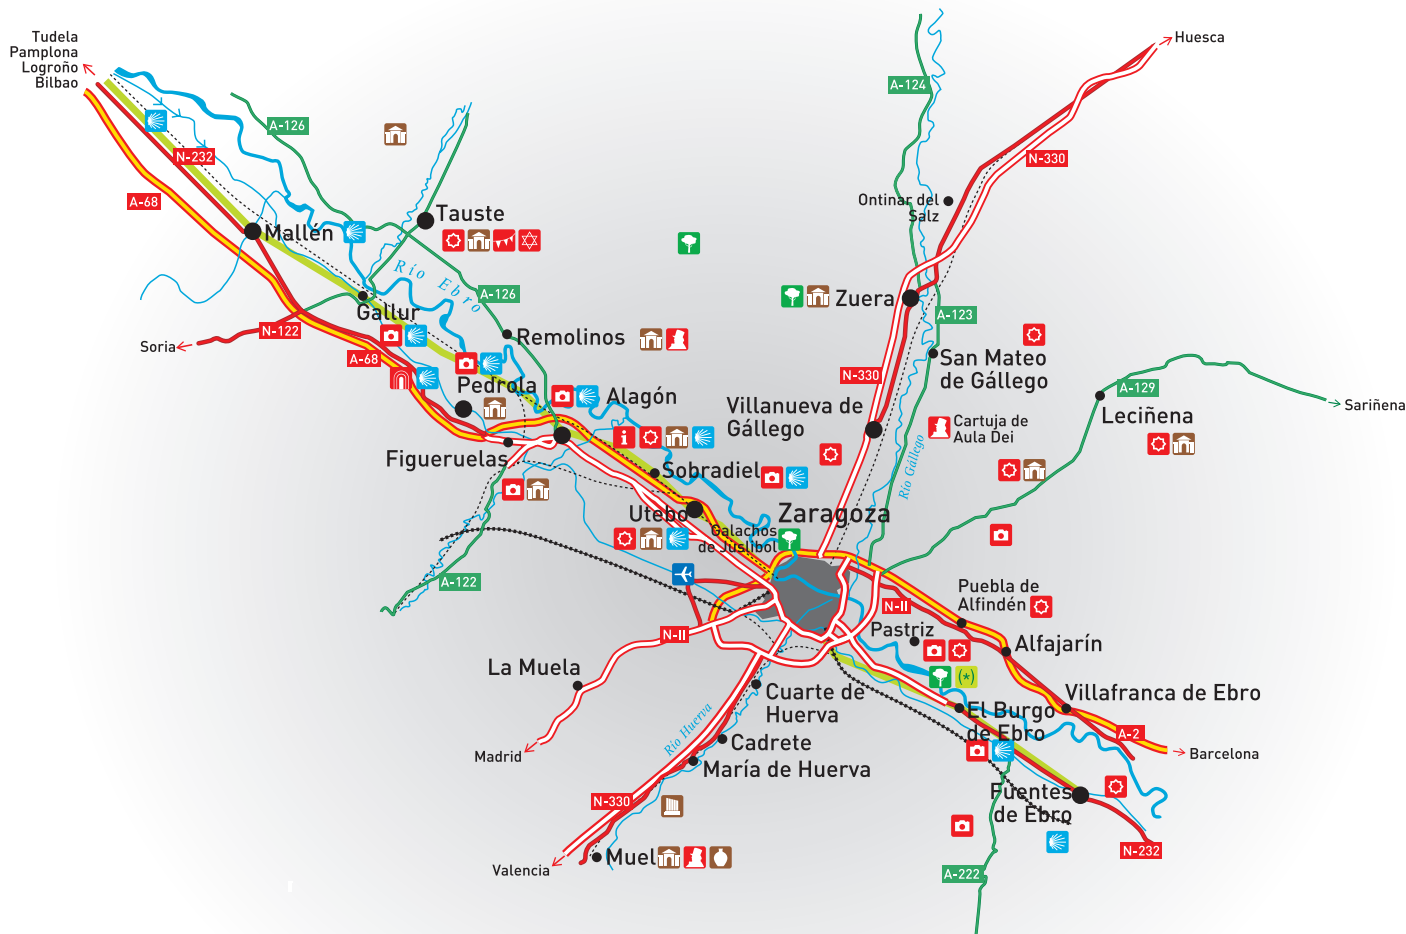 Tudela
Pamplona
Logroño
Bilbao
Huesca
A-124
A-126
N-232
N-330
A-68
Ontinar del
Salz
Tauste
Mallén
Río Ebro
A-126
Zuera
Gallur
A-123
N-122
Soria
Remolinos
A-68
San Mateo
de Gállego
N-330
Pedrola
Alagón
A-129
Sariñena
Leciñena
Villanueva de
Gállego
Cartuja de
Aula Dei
Río Gállego
i
Figueruelas
Sobradiel
Utebo
Zaragoza
Galachos
de Juslibol
A-122
Puebla de
Alfindén
N-II
N-II
Pastriz
Alfajarín
La Muela
(*)
Cuarte de
Huerva
Villafranca de Ebro
El Burgo
de Ebro
Río Huerva
Cadrete
A-2
Madrid
Barcelona
María de Huerva
Fuentes
de Ebro
N-330
N-232
Muel
Valencia
A-222
f